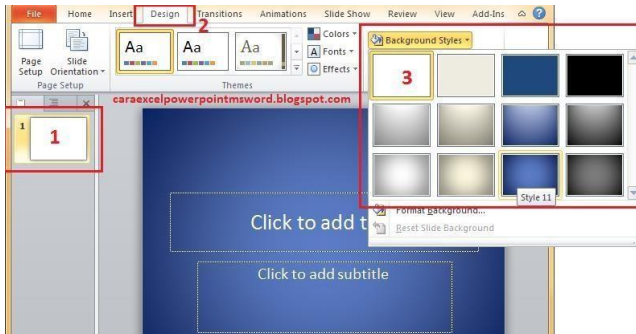 File Home Insert Design Transitions Animations Slide Show Review View Add-Ins
2
Page Setup
Slide Orientation
Aa Aa Aa
Colors
Fonts
Effects
Background Styles
Page Setup
Themes
caraexcelpowerpointmsword.blogspot.com
3
1
1
Style 11
Format Background...
Reset Slide Background
Click to add t
Click to add subtitle